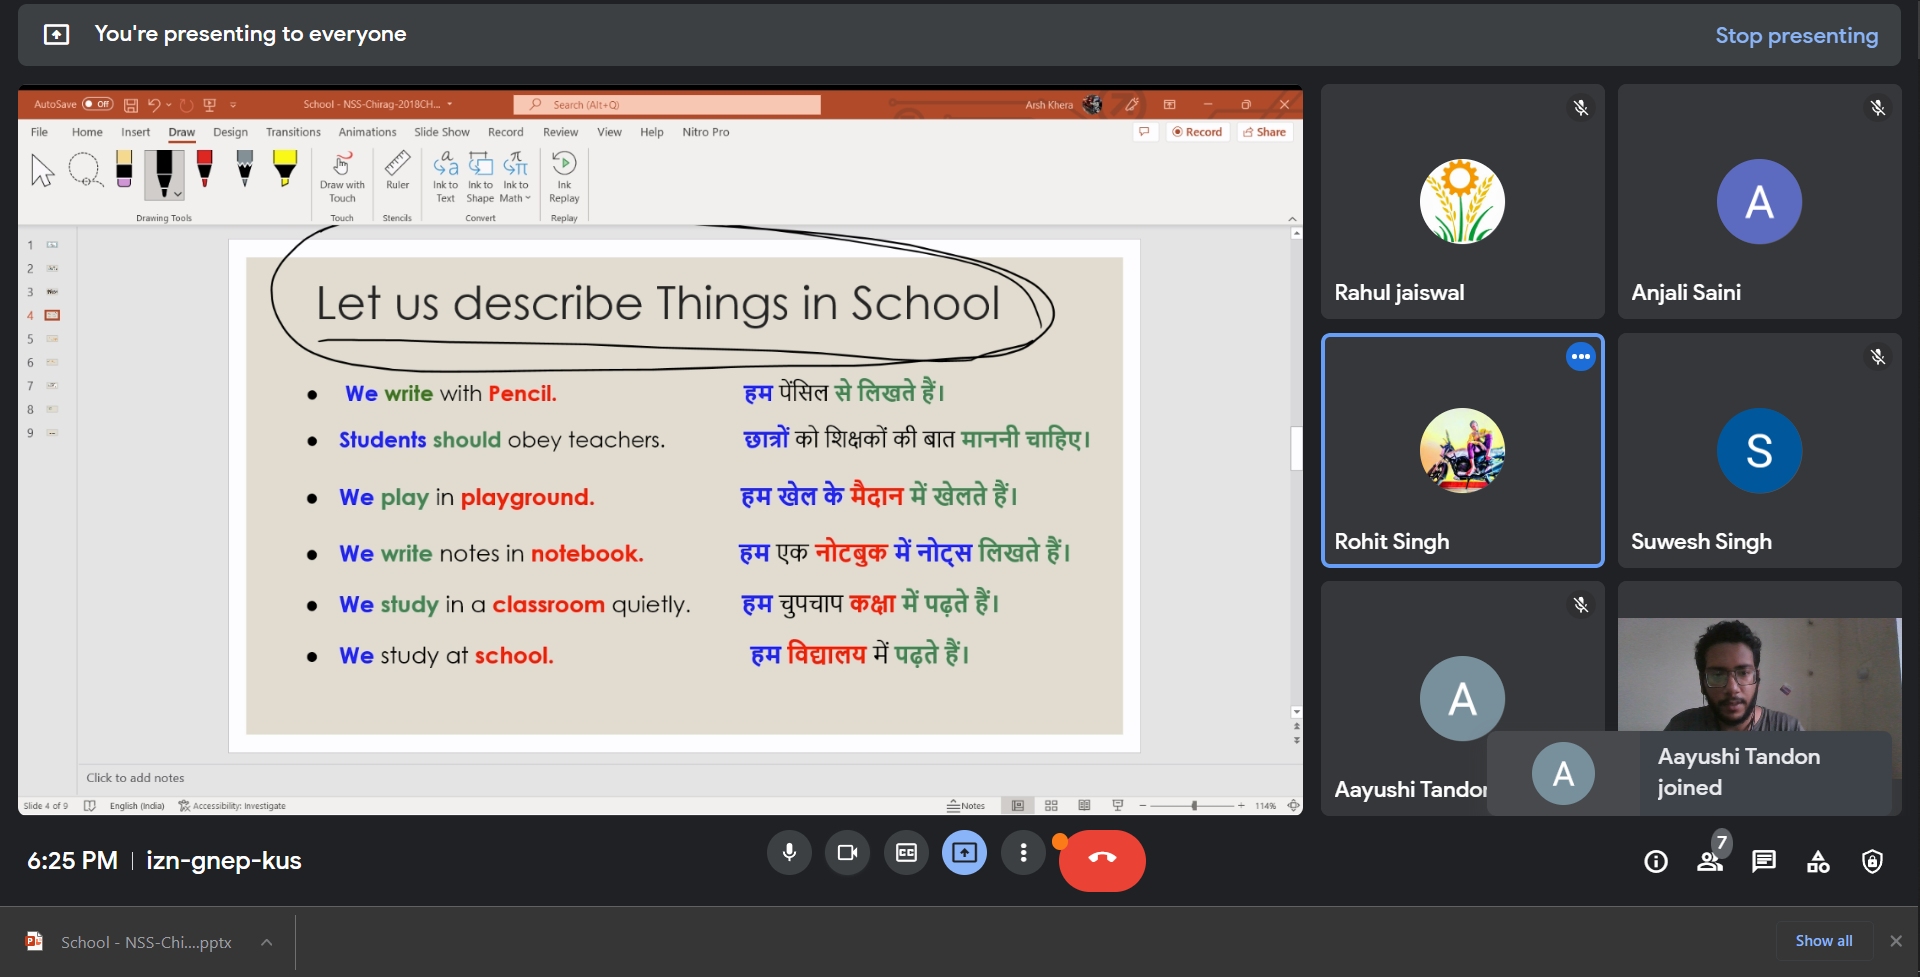 You're presenting to everyone
Stop presenting
AutoSave Off
School - NSS-Chirag-2018CH...
Search (Alt+Q)
Arsh Khera
File Home Insert Draw Design Transitions Animations Slide Show Record Review View Help Nitro Pro
Record Share
Draw with Touch
Ruler
Ink to Text
Ink to Shape
Ink to Math
Ink Replay
Drawing Tools Touch Stencils Convert Replay
1
2
3
4
5
6
7
8
9
Let us describe Things in School
• We write with Pencil. हम पेंसिल से लिखते हैं।
• Students should obey teachers. छात्रों को शिक्षकों की बात माननी चाहिए।
• We play in playground. हम खेल के मैदान में खेलते हैं।
• We write notes in notebook. हम एक नोटबुक में नोट्स लिखते हैं।
• We study in a classroom quietly. हम चुपचाप कक्षा में पढ़ते हैं।
• We study at school. हम विद्यालय में पढ़ते हैं।
Click to add notes
Slide 4 of 9 English (India) Accessibility: Investigate Notes 114%
Rahul jaiswal
A
Anjali Saini
Rohit Singh
S
Suwesh Singh
A
Aayushi Tandon
A
Aayushi Tandon
joined
6:25 PM | izn-gnep-kus
CC
7
School - NSS-Chi....pptx
Show all